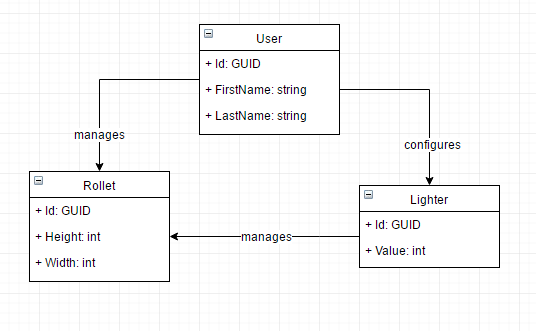 User
+ Id: GUID
+ FirstName: string
+ LastName: string
manages
configures
Rollet
+ Id: GUID
+ Height: int
+ Width: int
manages
Lighter
+ Id: GUID
+ Value: int